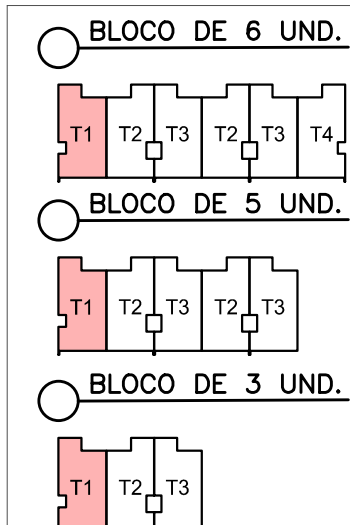 BLOCO DE 6 UND.
T1 T2 T3 T2 T3 T4
BLOCO DE 5 UND.
T1 T2 T3 T2 T3
BLOCO DE 3 UND.
T1 T2 T3